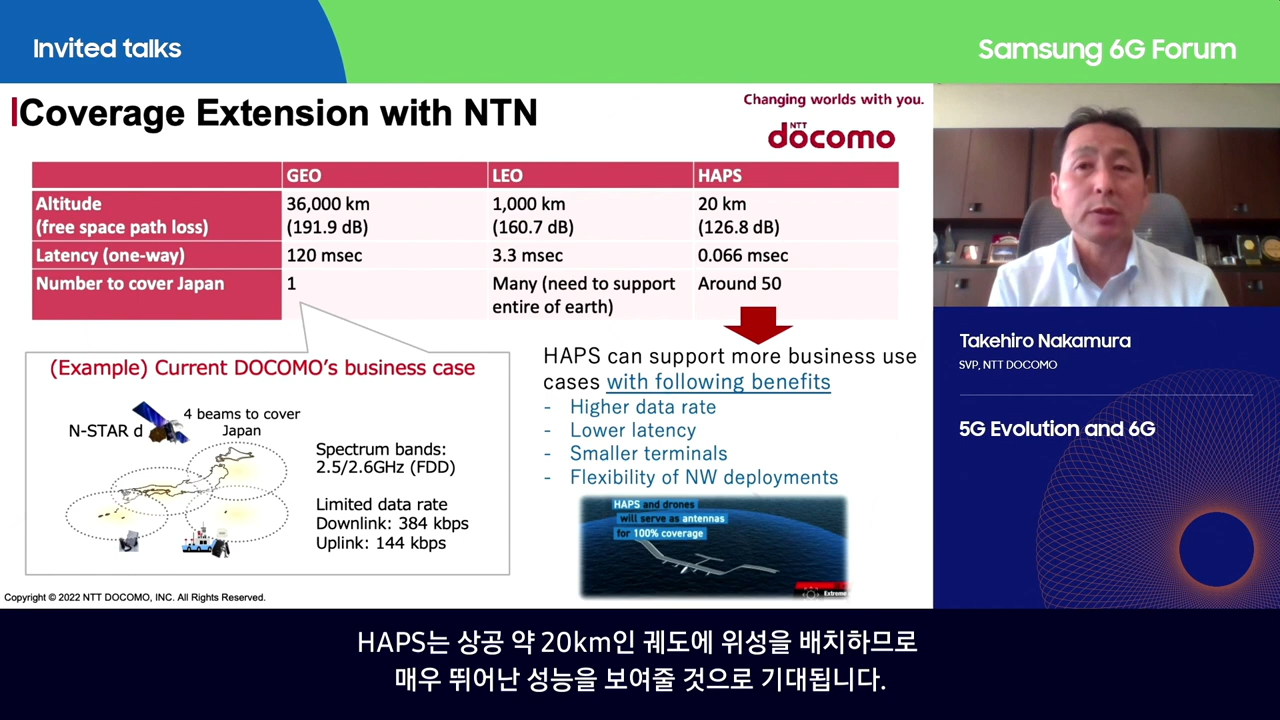 Invited talks
Samsung 6G Forum
Coverage Extension with NTN
Changing worlds with you.
NTT
döcomo
GEO LEO HAPS
Altitude 36,000 km 1,000 km 20 km
(free space path loss) (191.9 dB) (160.7 dB) (126.8 dB)
Latency (one-way) 120 msec 3.3 msec 0.066 msec
Number to cover Japan 1 Many (need to support Around 50
entire of earth)
(Example) Current DOCOMO's business case
N-STAR d
4 beams to cover
Japan
Spectrum bands:
2.5/2.6GHz (FDD)
Limited data rate
Downlink: 384 kbps
Uplink: 144 kbps
HAPS can support more business use
cases with following benefits
- Higher data rate
- Lower latency
- Smaller terminals
- Flexibility of NW deployments
HAPS and drones
will serve as antennas
for 100% coverage
Extreme
Copyright © 2022 NTT DOCOMO, INC. All Rights Reserved.
Takehiro Nakamura
SVP, NTT DOCOMO
5G Evolution and 6G
HAPS는 상공 약 20km인 궤도에 위성을 배치하므로
매우 뛰어난 성능을 보여줄 것으로 기대됩니다.